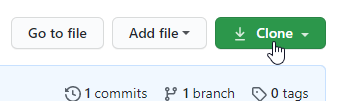 Go to file Add file Clone
1 commits 1 branch 0 tags